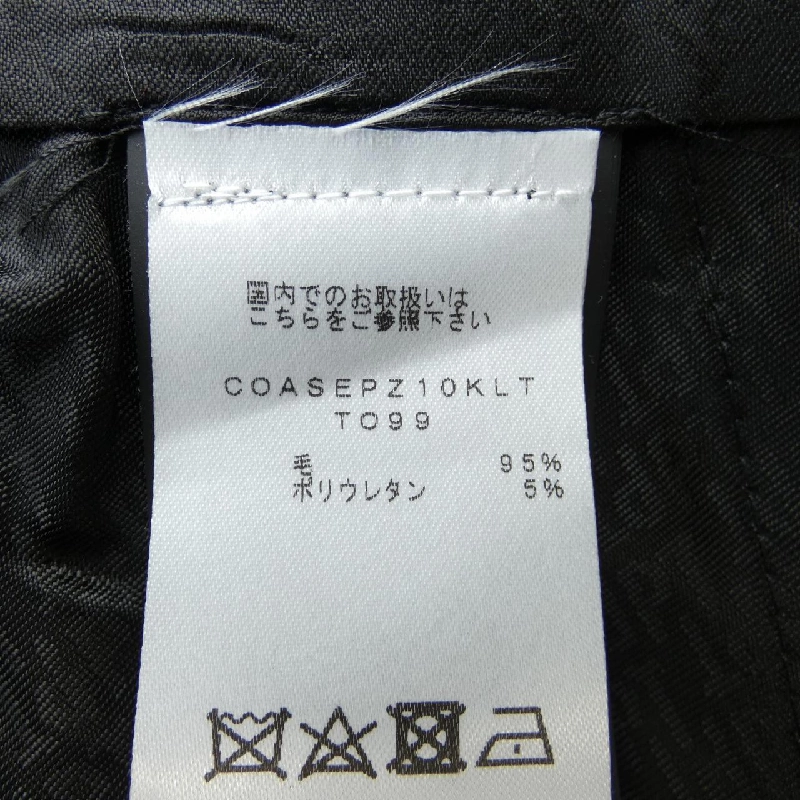 国内でのお取扱いは
こちらをご参照下さい
COASEPZ10KLT
TO99
毛 95%
ポリウレタン 5%